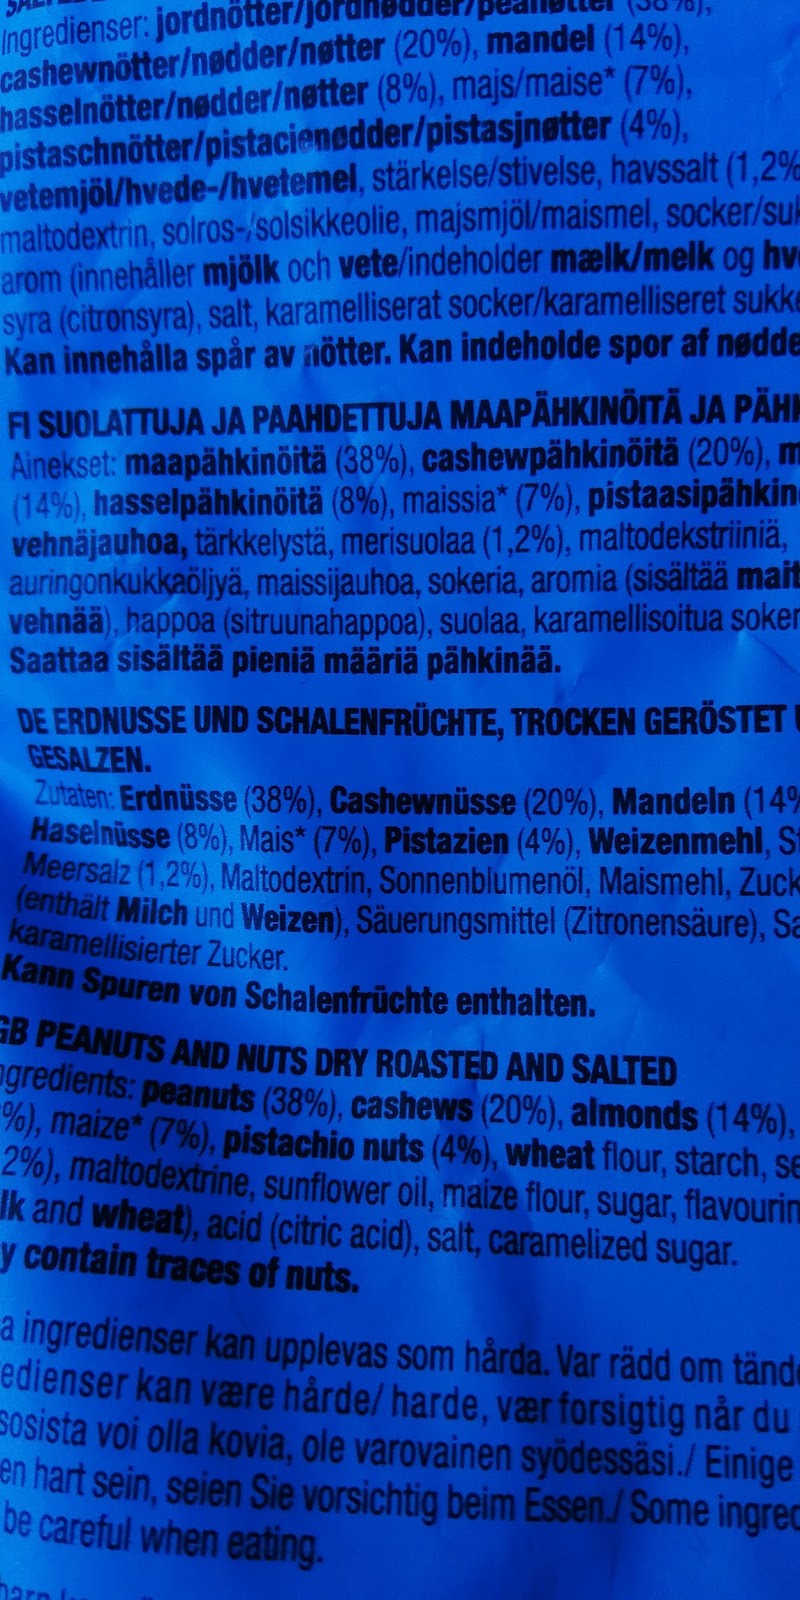 Ingredienser: jordnötter/jordnødder/peanøtter (38%),
cashewnötter/nødder/nøtter (20%), mandel (14%),
hasselnötter/nødder/nøtter (8%), majs/maise* (7%),
pistaschnötter/pistacienødder/pistasjnøtter (4%),
vetemjöl/hvede-/hvetemel, stärkelse/stivelse, havssalt (1,2%
maltodextrin, solros-/solsikkeolie, majsmjöl/maismel, socker/suk
arom (innehåller mjölk och vete/indeholder mælk/melk og hv
syra (citronsyra), salt, karamelliserat socker/karamelliseret sukke
Kan innehålla spår av nötter. Kan indeholde spor af nødde
FI SUOLATTUJA JA PAAHDETTUJA MAAPÄHKINÖITÄ JA PÄHK
Ainekset: maapähkinöitä (38%), cashewpähkinöitä (20%), m
(14%), hasselpähkinöitä (8%), maissia* (7%), pistaasipähkin
vehnäjauhoa, tärkkelystä, merisuolaa (1,2%), maltodekstriiniä,
auringonkukkaöljyä, maissijauhoa, sokeria, aromia (sisältää mait
vehnää), happoa (sitruunahappoa), suolaa, karamellisoitua soker
Saattaa sisältää pieniä määriä pähkinää.
DE ERDNUSSE UND SCHALENFRÜCHTE, TROCKEN GERÖSTET U
GESALZEN.
Zutaten: Erdnüsse (38%), Cashewnüsse (20%), Mandeln (14%
Haselnüsse (8%), Mais* (7%), Pistazien (4%), Weizenmehl, S
Meersalz (1,2%), Maltodextrin, Sonnenblumenöl, Maismehl, Zuck
(enthält Milch und Weizen), Säuerungsmittel (Zitronensäure), Sa
karamellisierter Zucker.
Kann Spuren von Schalenfrüchte enthalten.
GB PEANUTS AND NUTS DRY ROASTED AND SALTED
ngredients: peanuts (38%), cashews (20%), almonds (14%),
%), maize* (7%), pistachio nuts (4%), wheat flour, starch, se
2%), maltodextrine, sunflower oil, maize flour, sugar, flavourin
lk and wheat), acid (citric acid), salt, caramelized sugar.
y contain traces of nuts.
a ingredienser kan upplevas som hårda. Var rädd om tände
edienser kan være hårde/ harde, vær forsigtig når du
sosista voi olla kovia, ole varovainen syödessäsi./ Einige
en hart sein, seien Sie vorsichtig beim Essen./ Some ingred
be careful when eating.